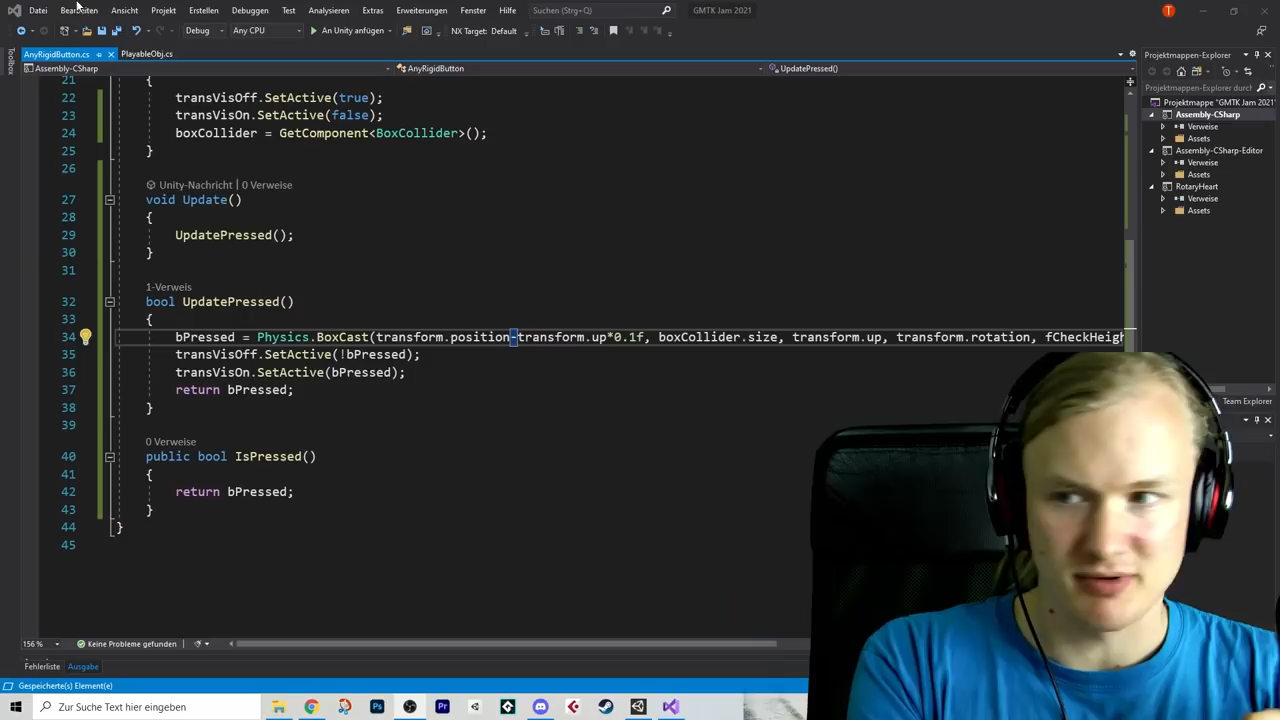 Datei Bearbeiten Ansicht Projekt Erstellen Debuggen Test Analysieren Extras Erweiterungen Fenster Hilfe Suchen (Strg+Q) GMTK Jam 2021 T
Debug Any CPU An Unity anfügen NX Target: Default
Toolbox
AnyRigidButton.cs PlayableObj.cs
Assembly-CSharp AnyRigidButton UpdatePressed()
21 {
22 transVisOff.SetActive(true);
23 transVisOn.SetActive(false);
24 boxCollider = GetComponent<BoxCollider>();
25 }
26
Unity-Nachricht | 0 Verweise
27 void Update()
28 {
29 UpdatePressed();
30 }
31
1-Verweis
32 bool UpdatePressed()
33 {
34 bPressed = Physics.BoxCast(transform.position-transform.up*0.1f, boxCollider.size, transform.up, transform.rotation, fCheckHeigh
35 transVisOff.SetActive(!bPressed);
36 transVisOn.SetActive(bPressed);
37 return bPressed;
38 }
39
0 Verweise
40 public bool IsPressed()
41 {
42 return bPressed;
43 }
44 }
45
156 % Keine Probleme gefunden
Fehlerliste Ausgabe
Gespeicherte(s) Element(e)
Zur Suche Text hier eingeben
Projektmappen-Explorer
Projektmappen-Explorer durch
Projektmappe "GMTK Jam 2021"
Assembly-CSharp
Verweise
Assets
Assembly-CSharp-Editor
Verweise
Assets
RotaryHeart
Verweise
Assets
Team Explorer